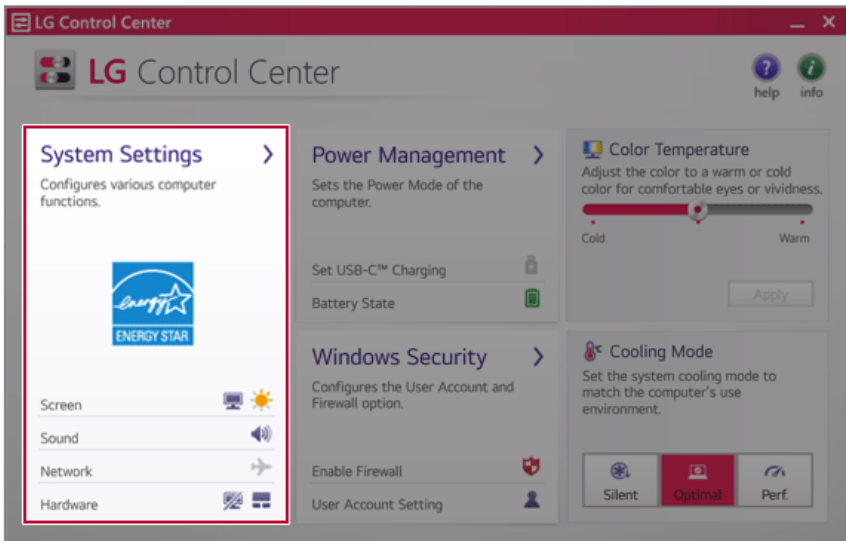 LG Control Center
LG Control Center
help
info
System Settings
Configures various computer
functions.
energy
ENERGY STAR
Screen
Sound
Network
Hardware
Power Management
Sets the Power Mode of the
computer.
Set USB-C™ Charging
Battery State
Windows Security
Configures the User Account and
Firewall option.
Enable Firewall
User Account Setting
Color Temperature
Adjust the color to a warm or cold
color for comfortable eyes or vividness.
Cold
Warm
Apply
Cooling Mode
Set the system cooling mode to
match the computer's use
environment.
Silent
Optimal
Perf.